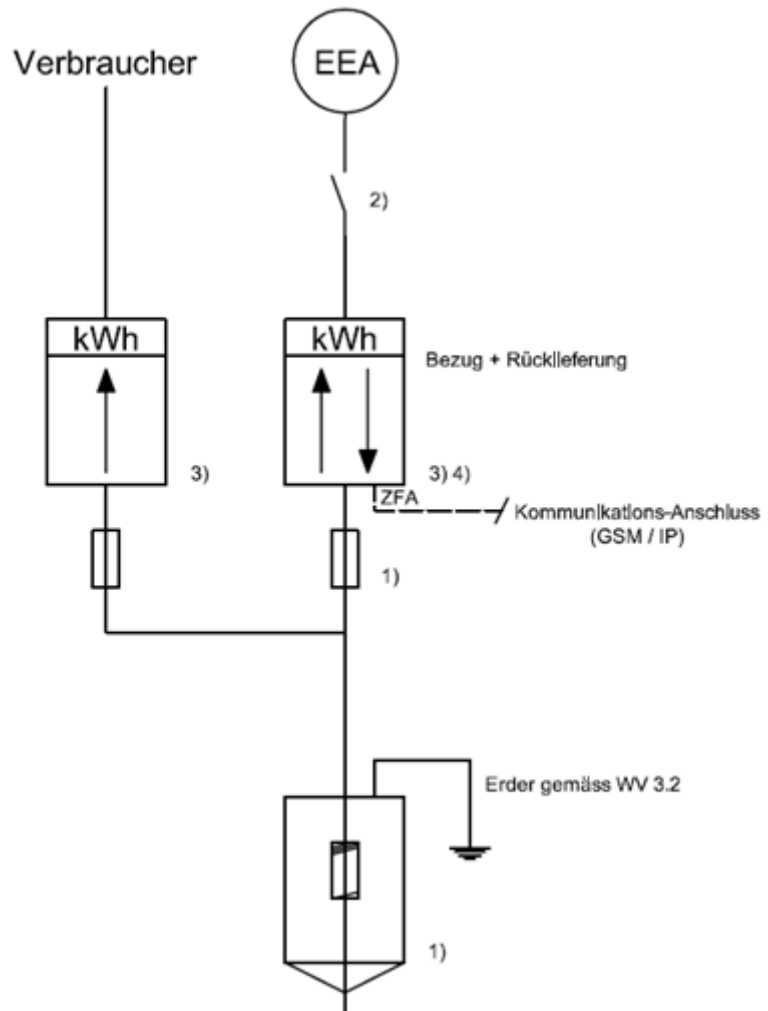 Verbraucher
EEA
2)
kWh
kWh
Bezug + Rücklieferung
3)
3) 4)
ZFA
Kommunikations-Anschluss
(GSM / IP)
1)
Erder gemäss WV 3.2
1)